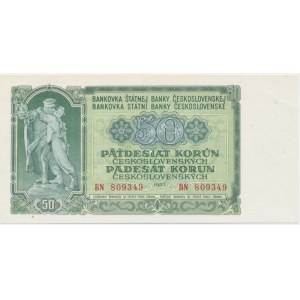 BANKOVKA ŠTÁTNEJ BANKY ČESKOSLOVENSKEJ
BANKOVKA STÁTNÍ BANKY ČESKOSLOVENSKÉ
50
PÄŤDESIAT KORÚN
ČESKOSLOVENSKÝCH
PADESÁT KORUN
ČESKOSLOVENSKÝCH
BN 809349 1953 BN 809349
50